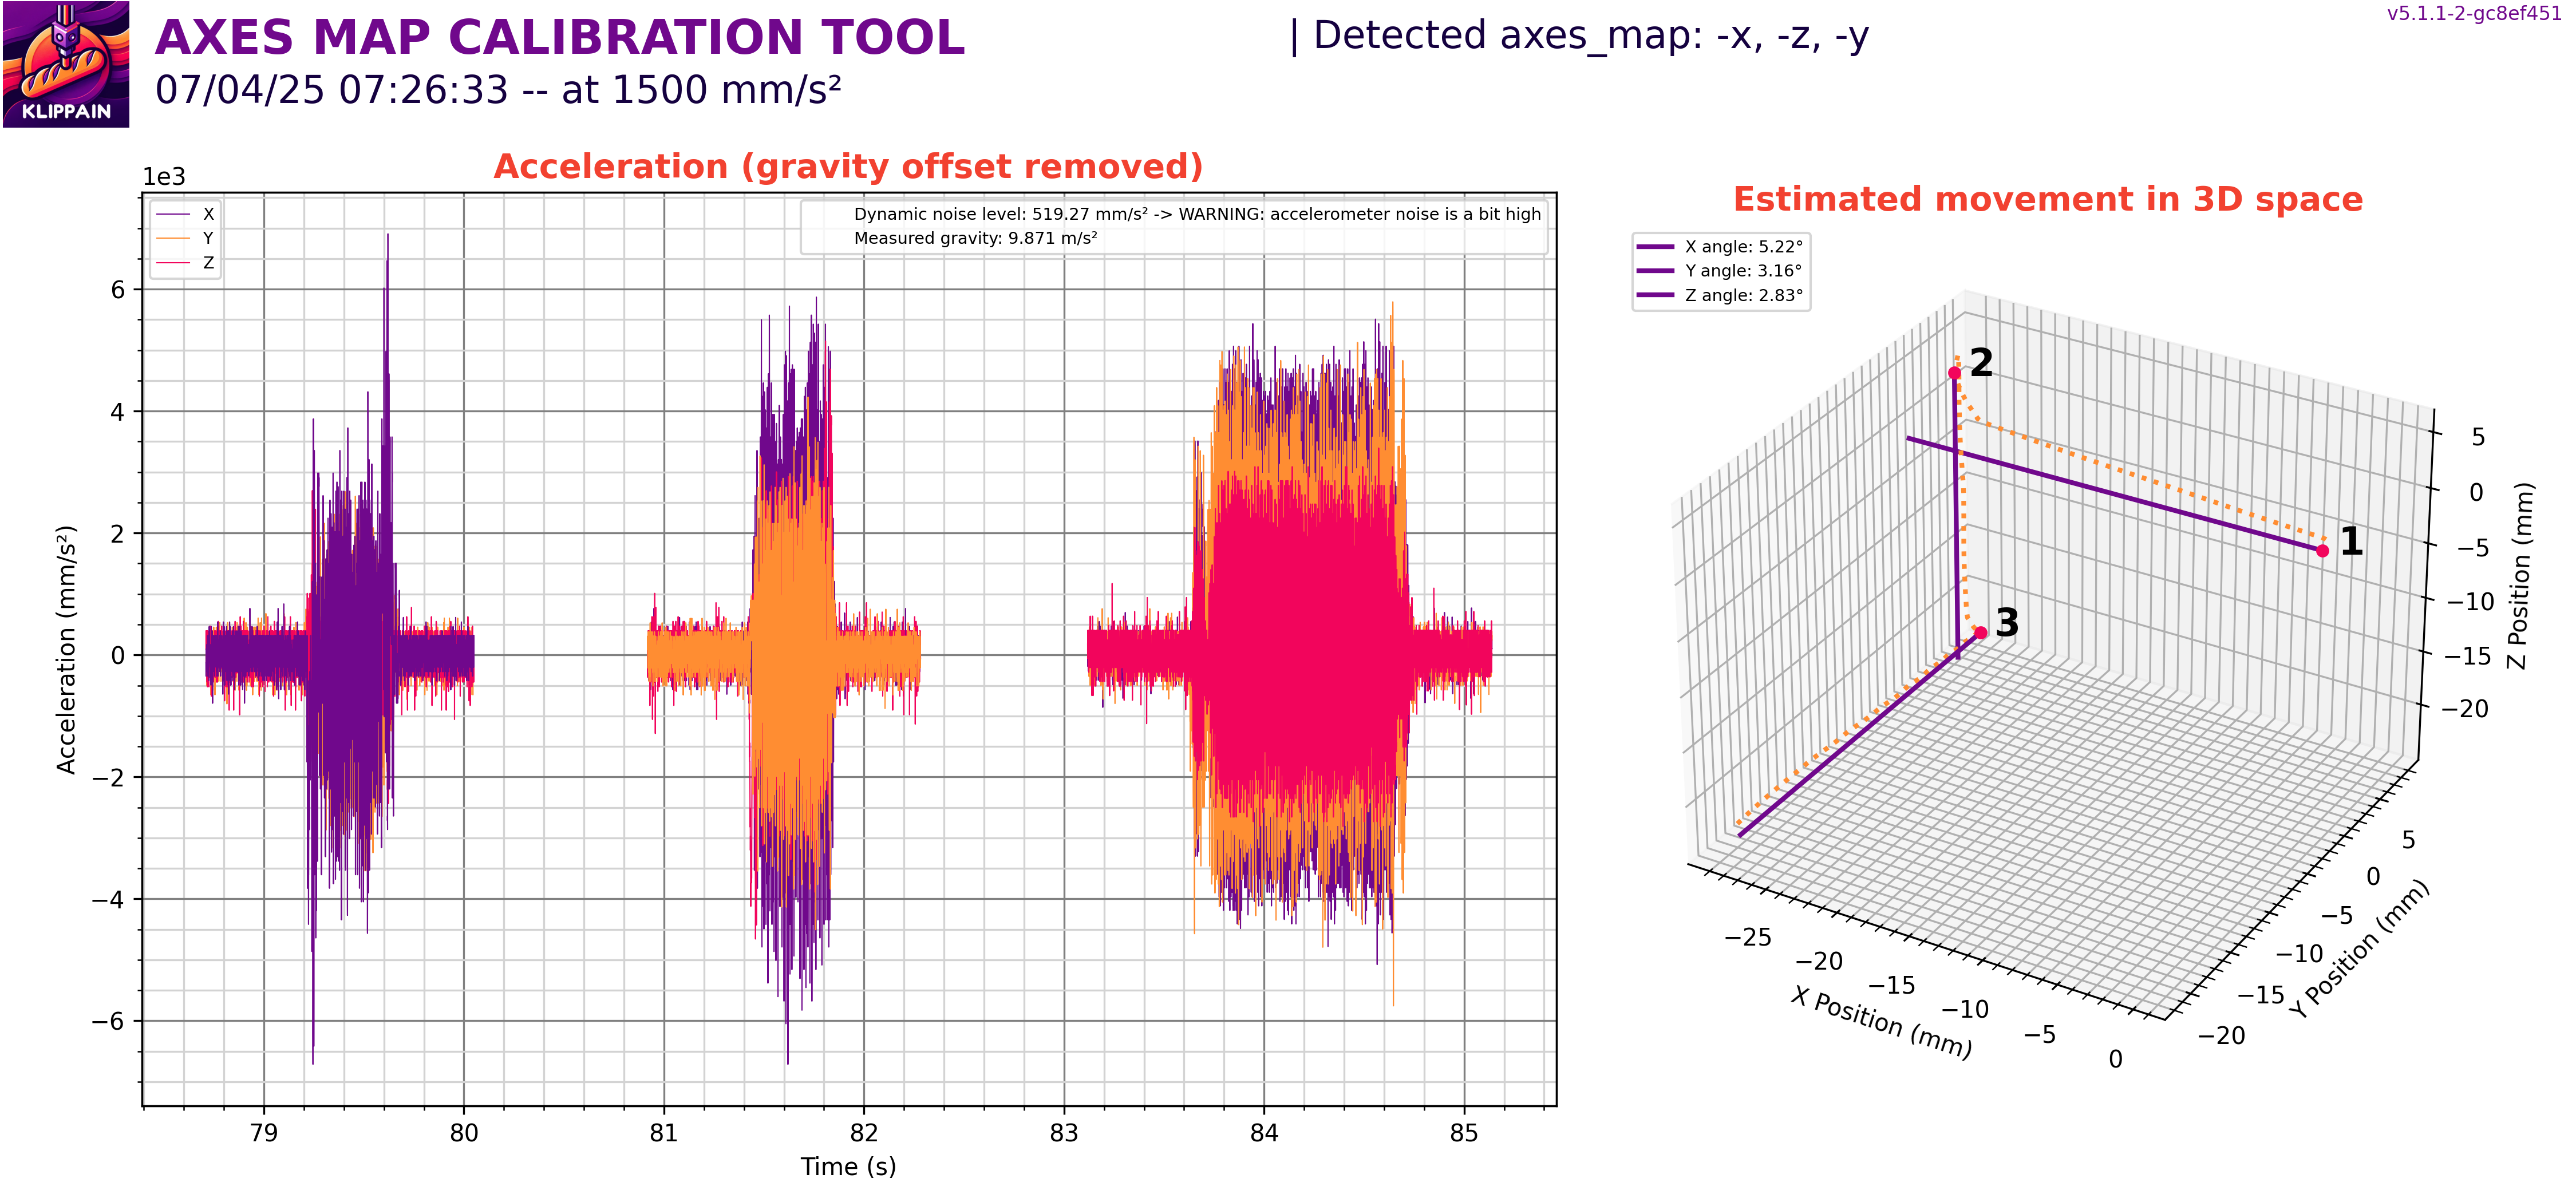 KLIPPAIN
AXES MAP CALIBRATION TOOL
07/04/25 07:26:33 -- at 1500 mm/s²
| Detected axes_map: -x, -z, -y
v5.1.1-2-gc8ef451
Acceleration (gravity offset removed)
1e3
X
Y
Z
Dynamic noise level: 519.27 mm/s² -> WARNING: accelerometer noise is a bit high
Measured gravity: 9.871 m/s²
6
4
2
0
−2
−4
−6
Acceleration (mm/s²)
79
80
81
82
83
84
85
Time (s)
Estimated movement in 3D space
X angle: 5.22°
Y angle: 3.16°
Z angle: 2.83°
2
1
3
5
0
−5
−10
−15
−20
Z Position (mm)
5
0
−5
−10
−15
−20
Y Position (mm)
−25
−20
−15
−10
−5
0
X Position (mm)